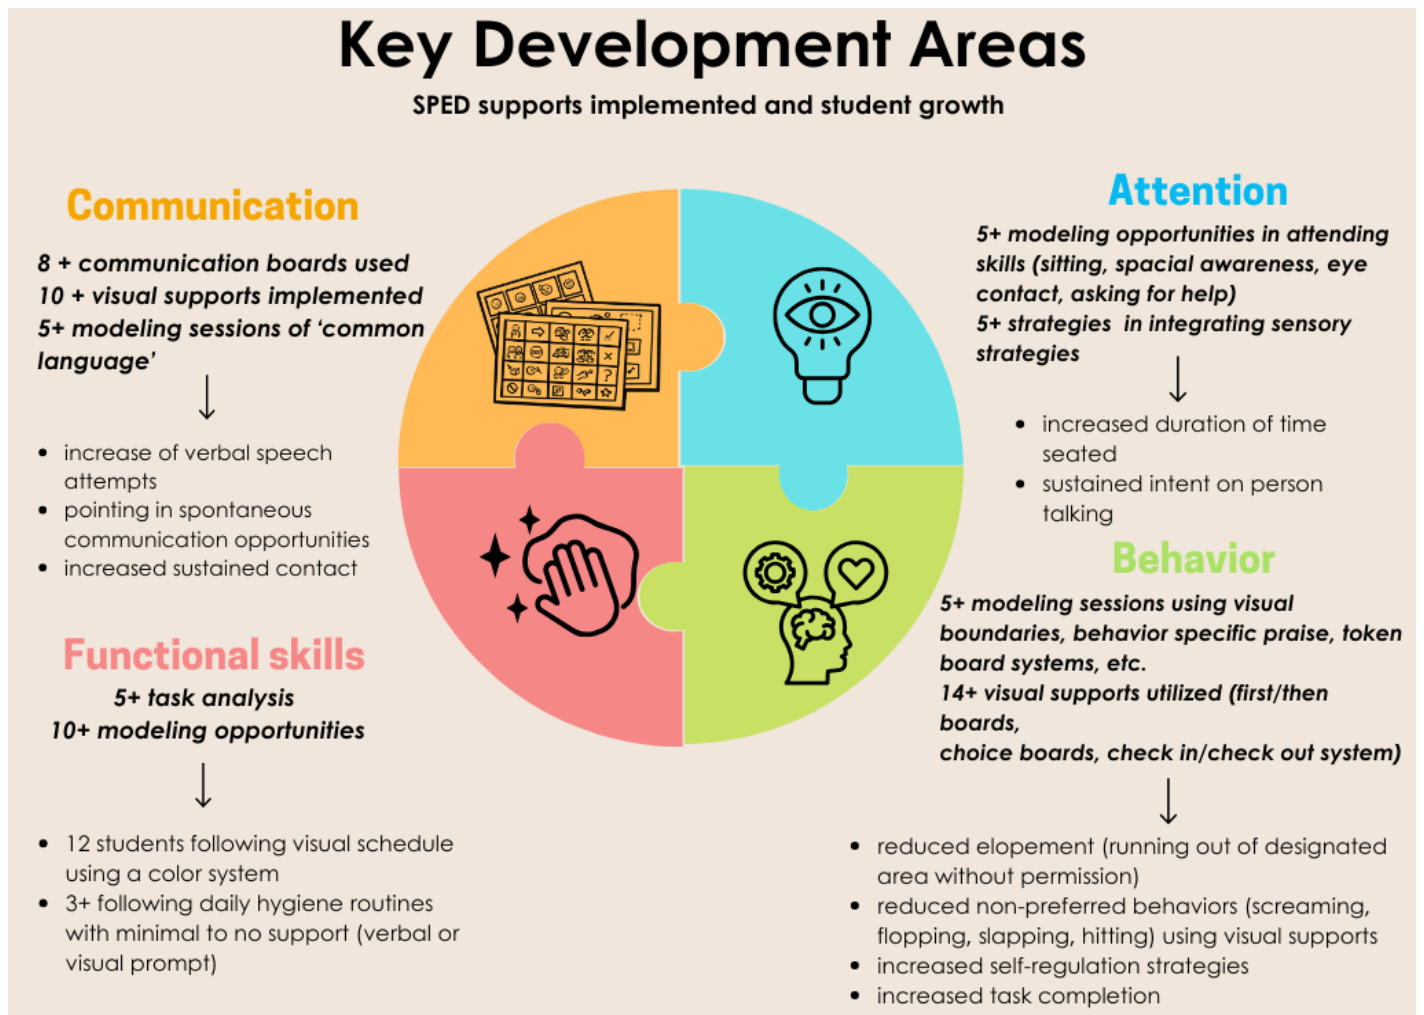 Key Development Areas
SPED supports implemented and student growth
Communication
8 + communication boards used
10 + visual supports implemented
5+ modeling sessions of ‘common
language’
increase of verbal speech
attempts
pointing in spontaneous
communication opportunities
increased sustained contact
Attention
5+ modeling opportunities in attending
skills (sitting, spacial awareness, eye
contact, asking for help)
5+ strategies in integrating sensory
strategies
increased duration of time
seated
sustained intent on person
talking
Functional skills
5+ task analysis
10+ modeling opportunities
12 students following visual schedule
using a color system
3+ following daily hygiene routines
with minimal to no support (verbal or
visual prompt)
Behavior
5+ modeling sessions using visual
boundaries, behavior specific praise, token
board systems, etc.
14+ visual supports utilized (first/then
boards,
choice boards, check in/check out system)
reduced elopement (running out of designated
area without permission)
reduced non-preferred behaviors (screaming,
flopping, slapping, hitting) using visual supports
increased self-regulation strategies
increased task completion